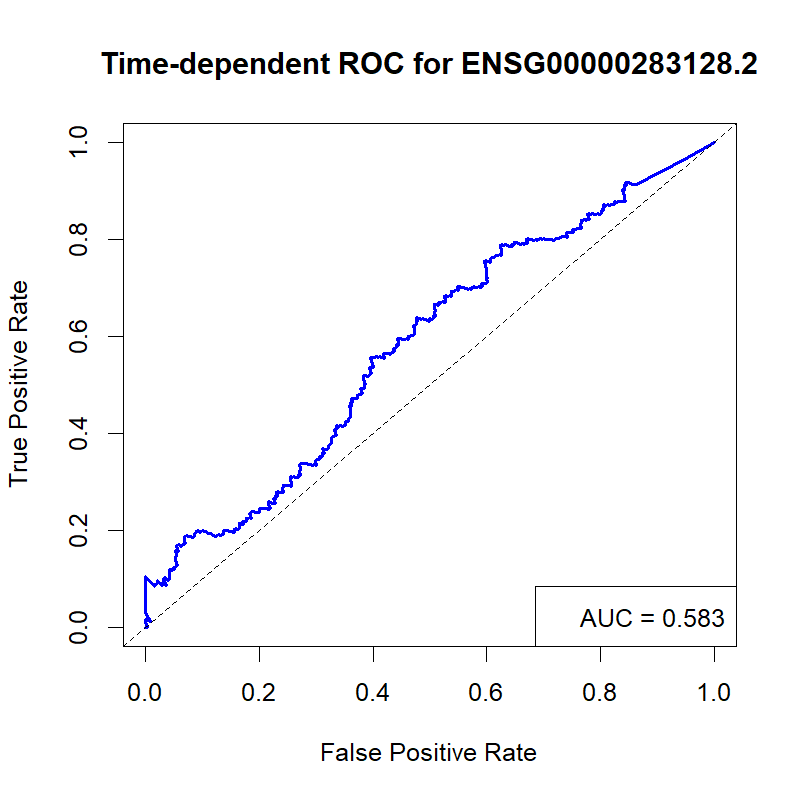 Time-dependent ROC for ENSG00000283128.2
True Positive Rate
1.0
0.8
0.6
0.4
0.2
0.0
AUC = 0.583
0.0 0.2 0.4 0.6 0.8 1.0
False Positive Rate